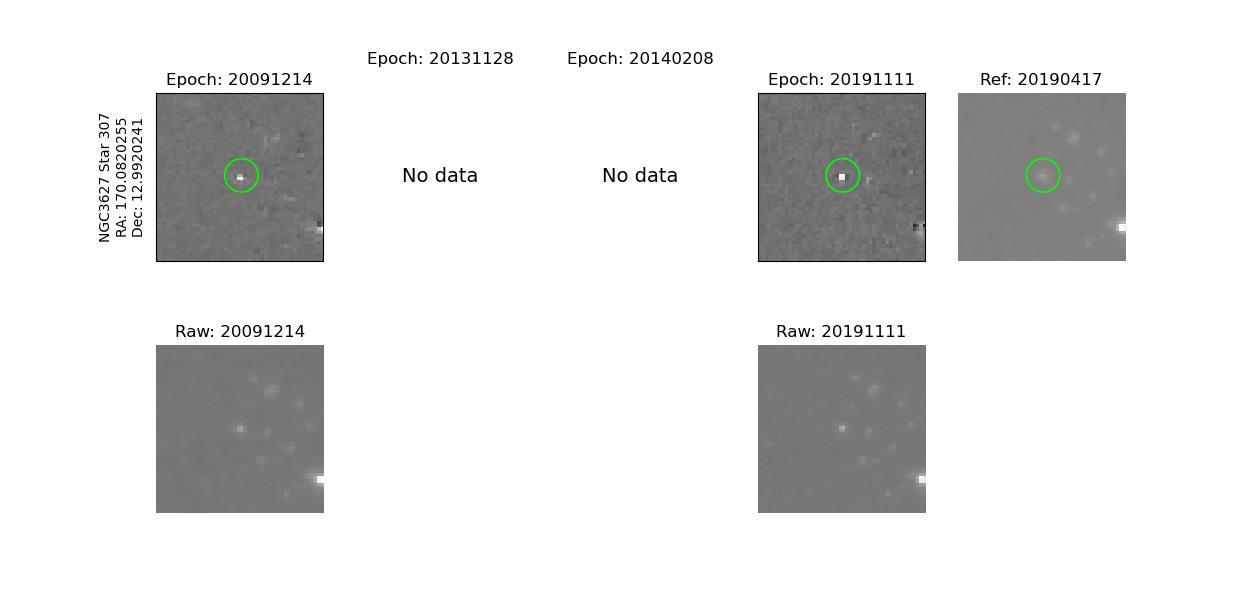 Epoch: 20131128
Epoch: 20140208
Epoch: 20091214
Epoch: 20191111
Ref: 20190417
NGC3627 Star 307
RA: 170.0820255
Dec: 12.9920241
No data
No data
Raw: 20091214
Raw: 20191111